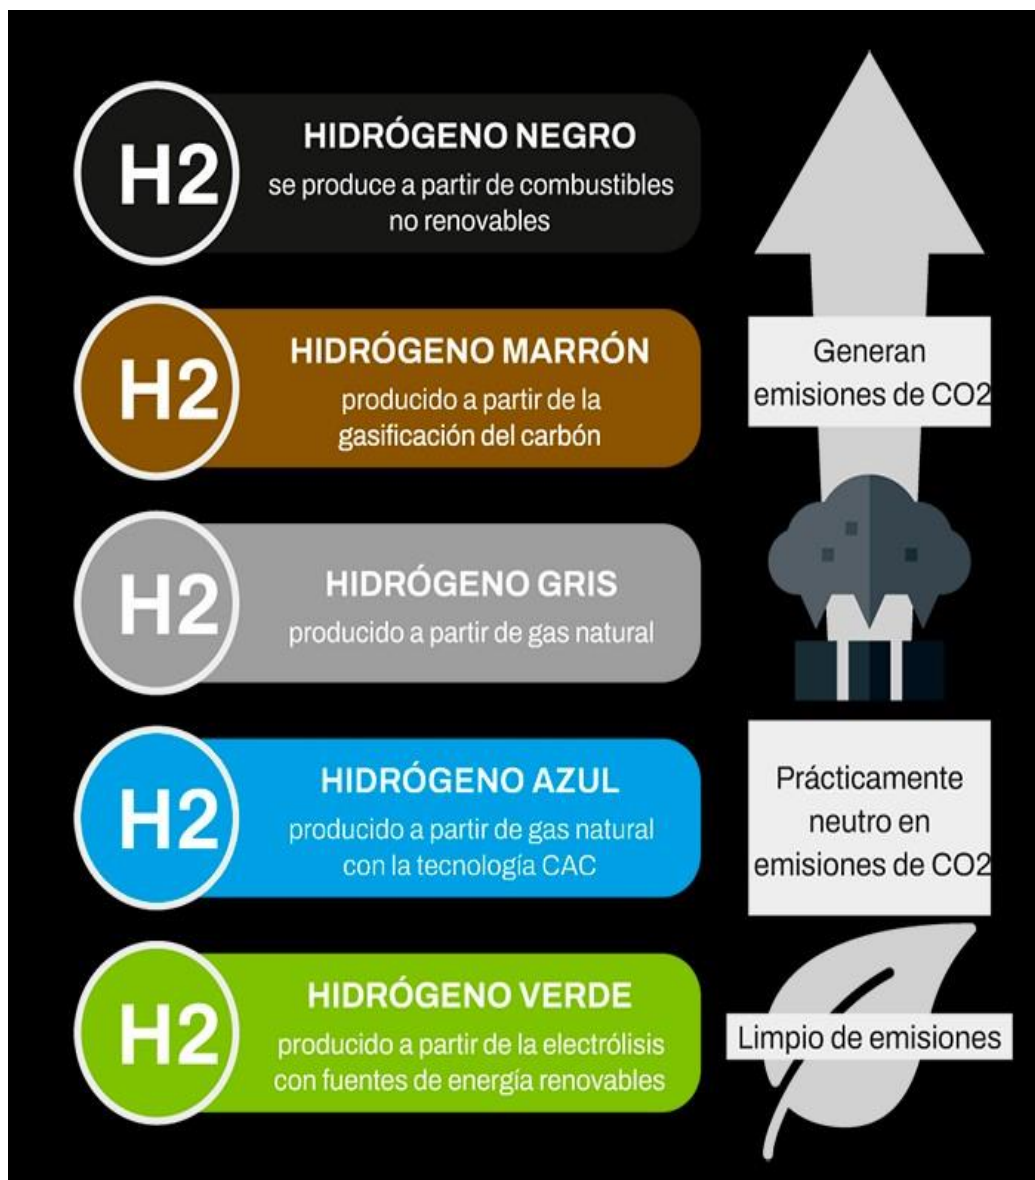 H2
HIDRÓGENO NEGRO
se produce a partir de combustibles
no renovables
H2
HIDRÓGENO MARRÓN
producido a partir de la
gasificación del carbón
Generan
emisiones de CO2
H2
HIDRÓGENO GRIS
producido a partir de gas natural
H2
HIDRÓGENO AZUL
producido a partir de gas natural
con la tecnología CAC
Prácticamente
neutro en
emisiones de CO2
H2
HIDRÓGENO VERDE
producido a partir de la electrólisis
con fuentes de energía renovables
Limpio de emisiones